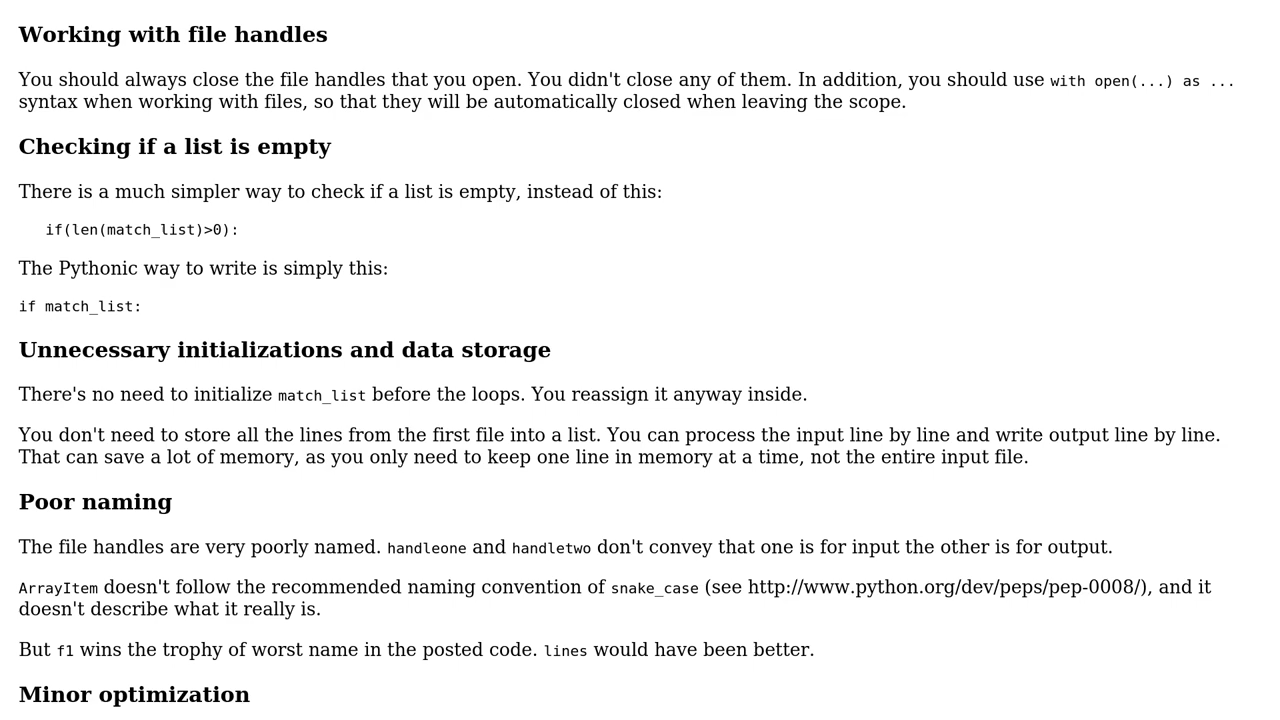 Working with file handles
You should always close the file handles that you open. You didn't close any of them. In addition, you should use with open(...) as ...
syntax when working with files, so that they will be automatically closed when leaving the scope.
Checking if a list is empty
There is a much simpler way to check if a list is empty, instead of this:
if(len(match_list)>0):
The Pythonic way to write is simply this:
if match_list:
Unnecessary initializations and data storage
There's no need to initialize match_list before the loops. You reassign it anyway inside.
You don't need to store all the lines from the first file into a list. You can process the input line by line and write output line by line.
That can save a lot of memory, as you only need to keep one line in memory at a time, not the entire input file.
Poor naming
The file handles are very poorly named. handleone and handletwo don't convey that one is for input the other is for output.
ArrayItem doesn't follow the recommended naming convention of snake_case (see http://www.python.org/dev/peps/pep-0008/), and it
doesn't describe what it really is.
But f1 wins the trophy of worst name in the posted code. lines would have been better.
Minor optimization